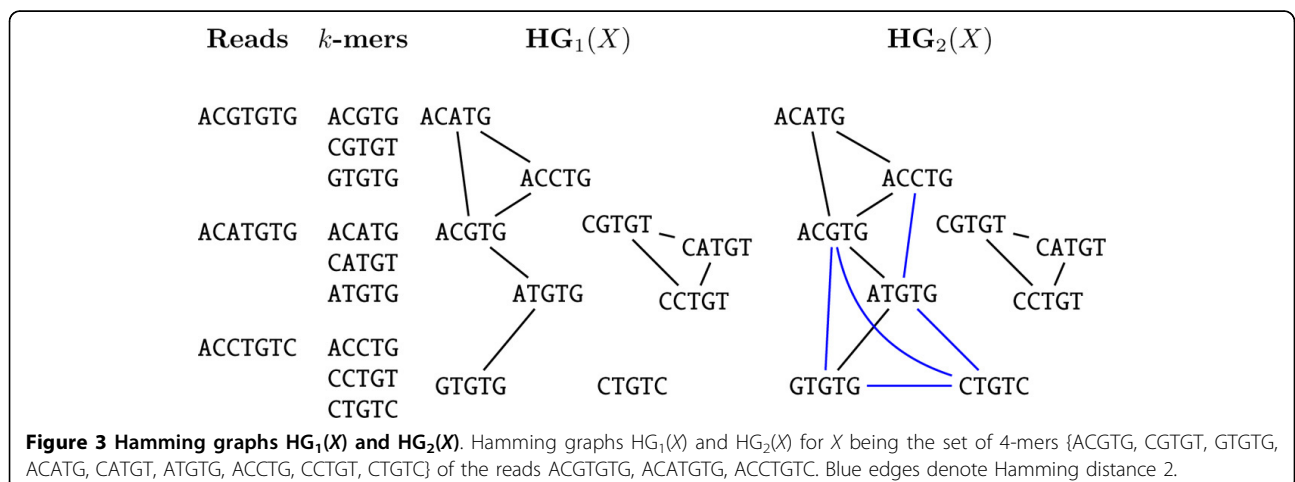 Reads k-mers HG₁(X) HG₂(X)
ACGTGTG ACGTG ACATG ACATG
CGTGT
GTGTG ACCTG ACCTG
CGTGT CGTGT
ACATGTG ACATG ACGTG ACGTG
CATGT CATGT
CATGT
ATGTG ATGTG ATGTG
CCTGT CCTGT
ACCTGTC ACCTG
CCTGT GTGTG CTGTC GTGTG CTGTC
CTGTC
Figure 3 Hamming graphs HG₁(X) and HG₂(X). Hamming graphs HG₁(X) and HG₂(X) for X being the set of 4-mers {ACGTG, CGTGT, GTGTG,
ACATG, CATGT, ATGTG, ACCTG, CCTGT, CTGTC} of the reads ACGTGTG, ACATGTG, ACCTGTC. Blue edges denote Hamming distance 2.